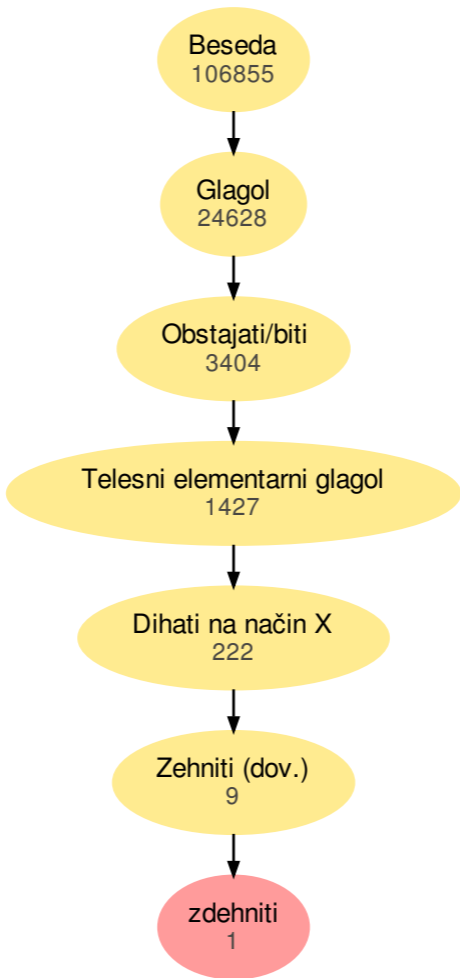 Beseda
106855
Glagol
24628
Obstajati/biti
3404
Telesni elementarni glagol
1427
Dihati na način X
222
Zehniti (dov.)
9
zdehniti
1